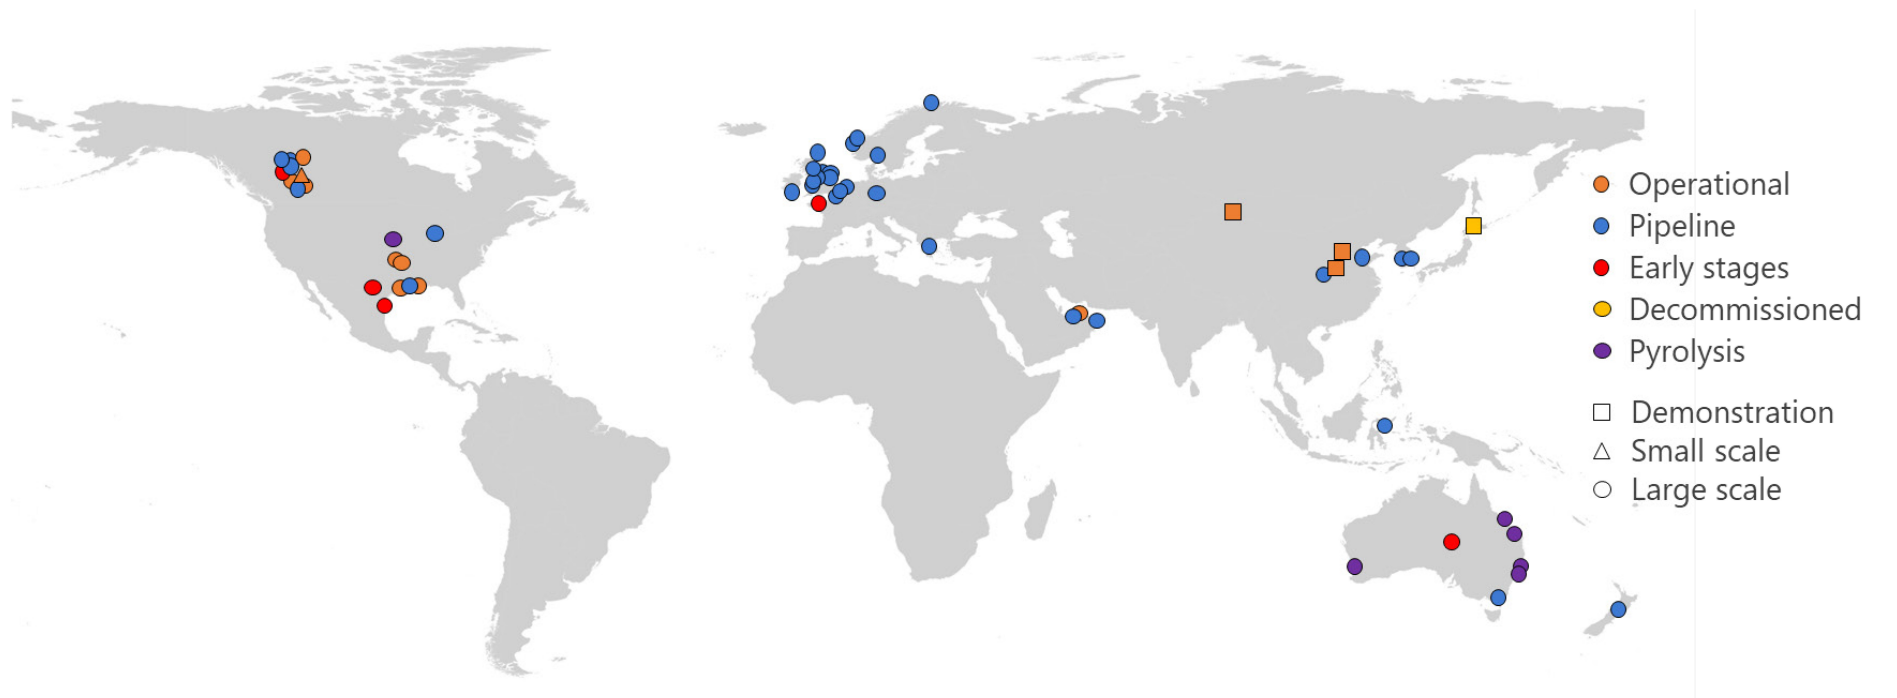 Operational
Pipeline
Early stages
Decommissioned
Pyrolysis
Demonstration
Small scale
Large scale